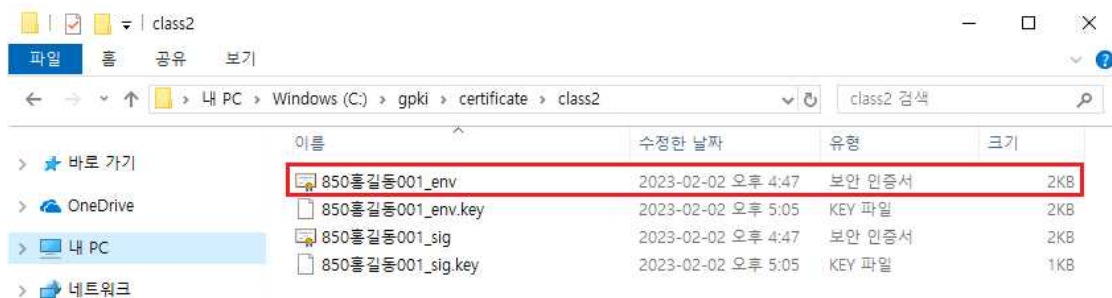 class2
파일 홈 공유 보기
내 PC > Windows (C:) > gpki > certificate > class2
class2 검색
이름 수정한 날짜 유형 크기
바로 가기
850홍길동001_env 2023-02-02 오후 4:47 보안 인증서 2KB
OneDrive
850홍길동001_env.key 2023-02-02 오후 5:05 KEY 파일 2KB
850홍길동001_sig 2023-02-02 오후 4:47 보안 인증서 2KB
내 PC
850홍길동001_sig.key 2023-02-02 오후 5:05 KEY 파일 1KB
네트워크